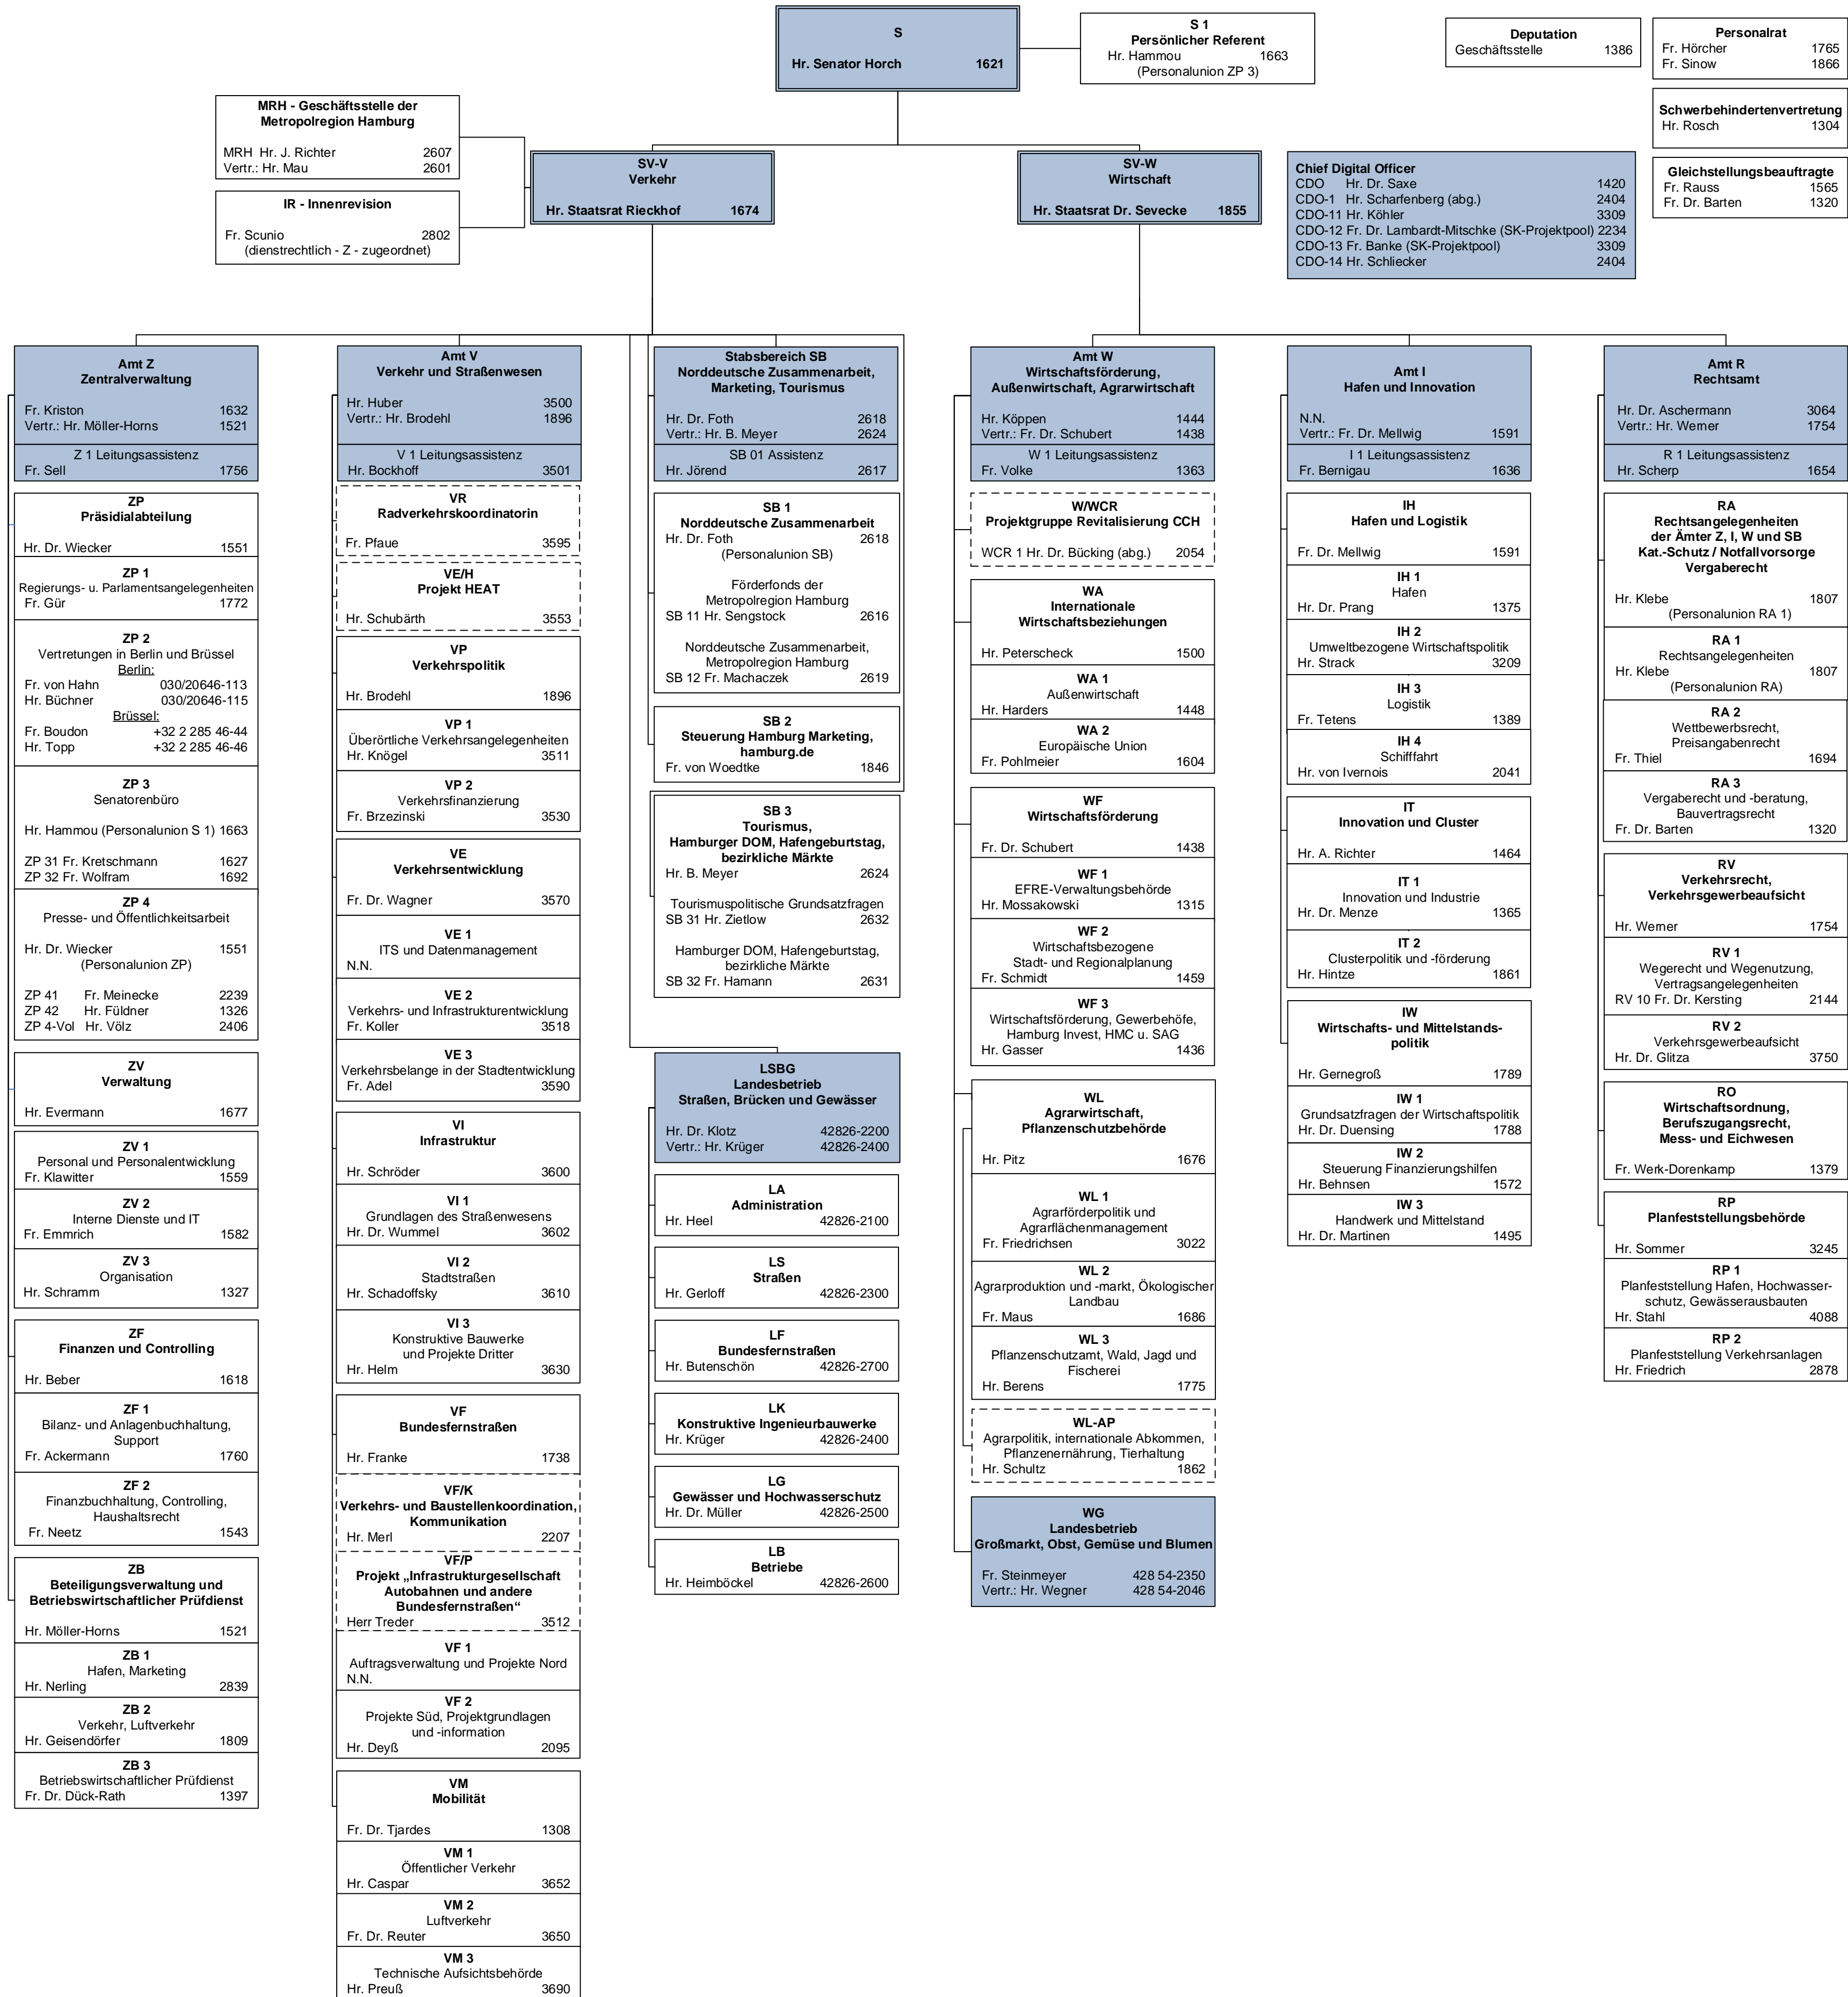 S
Hr. Senator Horch 1621
S 1
Persönlicher Referent
Hr. Hammou 1663
(Personalunion ZP 3)
Deputation
Geschäftsstelle 1386
Personalrat
Fr. Hörcher 1765
Fr. Sinow 1866
Schwerbehindertenvertretung
Hr. Rosch 1304
Gleichstellungsbeauftragte
Fr. Rauss 1565
Fr. Dr. Barten 1320
MRH - Geschäftsstelle der
Metropolregion Hamburg
MRH Hr. J. Richter 2607
Vertr.: Hr. Mau 2601
IR - Innenrevision
Fr. Scunio 2802
(dienstrechtlich - Z - zugeordnet)
SV-V
Verkehr
Hr. Staatsrat Rieckhof 1674
SV-W
Wirtschaft
Hr. Staatsrat Dr. Sevecke 1855
Chief Digital Officer
CDO Hr. Dr. Saxe 1420
CDO-1 Hr. Scharfenberg (abg.) 2404
CDO-11 Hr. Köhler 3309
CDO-12 Fr. Dr. Lambardt-Mitschke (SK-Projektpool) 2234
CDO-13 Fr. Banke (SK-Projektpool) 3309
CDO-14 Hr. Schliecker 2404
Amt Z
Zentralverwaltung
Fr. Kriston 1632
Vertr.: Hr. Möller-Horns 1521
Z 1 Leitungsassistenz
Fr. Sell 1756
ZP
Präsidialabteilung
Hr. Dr. Wiecker 1551
ZP 1
Regierungs- u. Parlamentsangelegenheiten
Fr. Gür 1772
ZP 2
Vertretungen in Berlin und Brüssel
Berlin:
Fr. von Hahn 030/20646-113
Hr. Büchner 030/20646-115
Brüssel:
Fr. Boudon +32 2 285 46-44
Hr. Topp +32 2 285 46-46
ZP 3
Senatorenbüro
Hr. Hammou (Personalunion S 1) 1663
ZP 31 Fr. Kretschmann 1627
ZP 32 Fr. Wolfram 1692
ZP 4
Presse- und Öffentlichkeitsarbeit
Hr. Dr. Wiecker 1551
(Personalunion ZP)
ZP 41 Fr. Meinecke 2239
ZP 42 Hr. Füldner 1326
ZP 4-Vol Hr. Völz 2406
ZV
Verwaltung
Hr. Evermann 1677
ZV 1
Personal und Personalentwicklung
Fr. Klawitter 1559
ZV 2
Interne Dienste und IT
Fr. Emmrich 1582
ZV 3
Organisation
Hr. Schramm 1327
ZF
Finanzen und Controlling
Hr. Beber 1618
ZF 1
Bilanz- und Anlagenbuchhaltung,
Support
Fr. Ackermann 1760
ZF 2
Finanzbuchhaltung, Controlling,
Haushaltsrecht
Fr. Neetz 1543
ZB
Beteiligungsverwaltung und
Betriebswirtschaftlicher Prüfdienst
Hr. Möller-Horns 1521
ZB 1
Hafen, Marketing
Hr. Nerling 2839
ZB 2
Verkehr, Luftverkehr
Hr. Geisendörfer 1809
ZB 3
Betriebswirtschaftlicher Prüfdienst
Fr. Dr. Dück-Rath 1397
Amt V
Verkehr und Straßenwesen
Hr. Huber 3500
Vertr.: Hr. Brodehl 1896
V 1 Leitungsassistenz
Hr. Bockhoff 3501
VR
Radverkehrskoordinatorin
Fr. Pfaue 3595
VE/H
Projekt HEAT
Hr. Schubärth 3553
VP
Verkehrspolitik
Hr. Brodehl 1896
VP 1
Überörtliche Verkehrsangelegenheiten
Hr. Knögel 3511
VP 2
Verkehrsfinanzierung
Fr. Brzezinski 3530
VE
Verkehrsentwicklung
Fr. Dr. Wagner 3570
VE 1
ITS und Datenmanagement
N.N.
VE 2
Verkehrs- und Infrastrukturentwicklung
Fr. Koller 3518
VE 3
Verkehrsbelange in der Stadtentwicklung
Fr. Adel 3590
VI
Infrastruktur
Hr. Schröder 3600
VI 1
Grundlagen des Straßenwesens
Hr. Dr. Wummel 3602
VI 2
Stadtstraßen
Hr. Schadoffsky 3610
VI 3
Konstruktive Bauwerke
und Projekte Dritter
Hr. Helm 3630
VF
Bundesfernstraßen
Hr. Franke 1738
VF/K
Verkehrs- und Baustellenkoordination,
Kommunikation
Hr. Merl 2207
VF/P
Projekt „Infrastrukturgesellschaft
Autobahnen und andere
Bundesfernstraßen“
Herr Treder 3512
VF 1
Auftragsverwaltung und Projekte Nord
N.N.
VF 2
Projekte Süd, Projektgrundlagen
und -information
Hr. Deyß 2095
VM
Mobilität
Fr. Dr. Tjardes 1308
VM 1
Öffentlicher Verkehr
Hr. Caspar 3652
VM 2
Luftverkehr
Fr. Dr. Reuter 3650
VM 3
Technische Aufsichtsbehörde
Hr. Preuß 3690
Stabsbereich SB
Norddeutsche Zusammenarbeit,
Marketing, Tourismus
Hr. Dr. Foth 2618
Vertr.: Hr. B. Meyer 2624
SB 01 Assistenz
Hr. Jörend 2617
SB 1
Norddeutsche Zusammenarbeit
Hr. Dr. Foth 2618
(Personalunion SB)
Förderfonds der
Metropolregion Hamburg
SB 11 Hr. Sengstock 2616
Norddeutsche Zusammenarbeit,
Metropolregion Hamburg
SB 12 Fr. Machaczek 2619
SB 2
Steuerung Hamburg Marketing,
hamburg.de
Fr. von Woedtke 1846
SB 3
Tourismus,
Hamburger DOM, Hafengeburtstag,
bezirkliche Märkte
Hr. B. Meyer 2624
Tourismuspolitische Grundsatzfragen
SB 31 Hr. Zietlow 2632
Hamburger DOM, Hafengeburtstag,
bezirkliche Märkte
SB 32 Fr. Hamann 2631
LSBG
Landesbetrieb
Straßen, Brücken und Gewässer
Hr. Dr. Klotz 42826-2200
Vertr.: Hr. Krüger 42826-2400
LA
Administration
Hr. Heel 42826-2100
LS
Straßen
Hr. Gerloff 42826-2300
LF
Bundesfernstraßen
Hr. Butenschön 42826-2700
LK
Konstruktive Ingenieurbauwerke
Hr. Krüger 42826-2400
LG
Gewässer und Hochwasserschutz
Hr. Dr. Müller 42826-2500
LB
Betriebe
Hr. Heimböckel 42826-2600
Amt W
Wirtschaftsförderung,
Außenwirtschaft, Agrarwirtschaft
Hr. Köppen 1444
Vertr.: Fr. Dr. Schubert 1438
W 1 Leitungsassistenz
Fr. Volke 1363
W/WCR
Projektgruppe Revitalisierung CCH
WCR 1 Hr. Dr. Bücking (abg.) 2054
WA
Internationale
Wirtschaftsbeziehungen
Hr. Peterscheck 1500
WA 1
Außenwirtschaft
Hr. Harders 1448
WA 2
Europäische Union
Fr. Pohlmeier 1604
WF
Wirtschaftsförderung
Fr. Dr. Schubert 1438
WF 1
EFRE-Verwaltungsbehörde
Hr. Mossakowski 1315
WF 2
Wirtschaftsbezogene
Stadt- und Regionalplanung
Fr. Schmidt 1459
WF 3
Wirtschaftsförderung, Gewerbehöfe,
Hamburg Invest, HMC u. SAG
Hr. Gasser 1436
WL
Agrarwirtschaft,
Pflanzenschutzbehörde
Hr. Pitz 1676
WL 1
Agrarförderpolitik und
Agrarflächenmanagement
Fr. Friedrichsen 3022
WL 2
Agrarproduktion und -markt, Ökologischer
Landbau
Fr. Maus 1686
WL 3
Pflanzenschutzamt, Wald, Jagd und
Fischerei
Hr. Berens 1775
WL-AP
Agrarpolitik, internationale Abkommen,
Pflanzenernährung, Tierhaltung
Hr. Schultz 1862
WG
Landesbetrieb
Großmarkt, Obst, Gemüse und Blumen
Fr. Steinmeyer 428 54-2350
Vertr.: Hr. Wegner 428 54-2046
Amt I
Hafen und Innovation
N.N.
Vertr.: Fr. Dr. Mellwig 1591
I 1 Leitungsassistenz
Fr. Bernigau 1636
IH
Hafen und Logistik
Fr. Dr. Mellwig 1591
IH 1
Hafen
Hr. Dr. Prang 1375
IH 2
Umweltbezogene Wirtschaftspolitik
Hr. Strack 3209
IH 3
Logistik
Fr. Tetens 1389
IH 4
Schifffahrt
Hr. von Ivernois 2041
IT
Innovation und Cluster
Hr. A. Richter 1464
IT 1
Innovation und Industrie
Hr. Dr. Menze 1365
IT 2
Clusterpolitik und -förderung
Hr. Hintze 1861
IW
Wirtschafts- und Mittelstands-
politik
Hr. Gernegroß 1789
IW 1
Grundsatzfragen der Wirtschaftspolitik
Hr. Dr. Duensing 1788
IW 2
Steuerung Finanzierungshilfen
Hr. Behnsen 1572
IW 3
Handwerk und Mittelstand
Hr. Dr. Martinen 1495
Amt R
Rechtsamt
Hr. Dr. Aschermann 3064
Vertr.: Hr. Werner 1754
R 1 Leitungsassistenz
Hr. Scherp 1654
RA
Rechtsangelegenheiten
der Ämter Z, I, W und SB
Kat.-Schutz / Notfallvorsorge
Vergaberecht
Hr. Klebe 1807
(Personalunion RA 1)
RA 1
Rechtsangelegenheiten
Hr. Klebe 1807
(Personalunion RA)
RA 2
Wettbewerbsrecht,
Preisangabenrecht
Fr. Thiel 1694
RA 3
Vergaberecht und -beratung,
Bauvertragsrecht
Fr. Dr. Barten 1320
RV
Verkehrsrecht,
Verkehrsgewerbeaufsicht
Hr. Werner 1754
RV 1
Wegerecht und Wegenutzung,
Vertragsangelegenheiten
RV 10 Fr. Dr. Kersting 2144
RV 2
Verkehrsgewerbeaufsicht
Hr. Dr. Glitza 3750
RO
Wirtschaftsordnung,
Berufszugangsrecht,
Mess- und Eichwesen
Fr. Werk-Dorenkamp 1379
RP
Planfeststellungsbehörde
Hr. Sommer 3245
RP 1
Planfeststellung Hafen, Hochwasser-
schutz, Gewässerausbauten
Hr. Stahl 4088
RP 2
Planfeststellung Verkehrsanlagen
Hr. Friedrich 2878